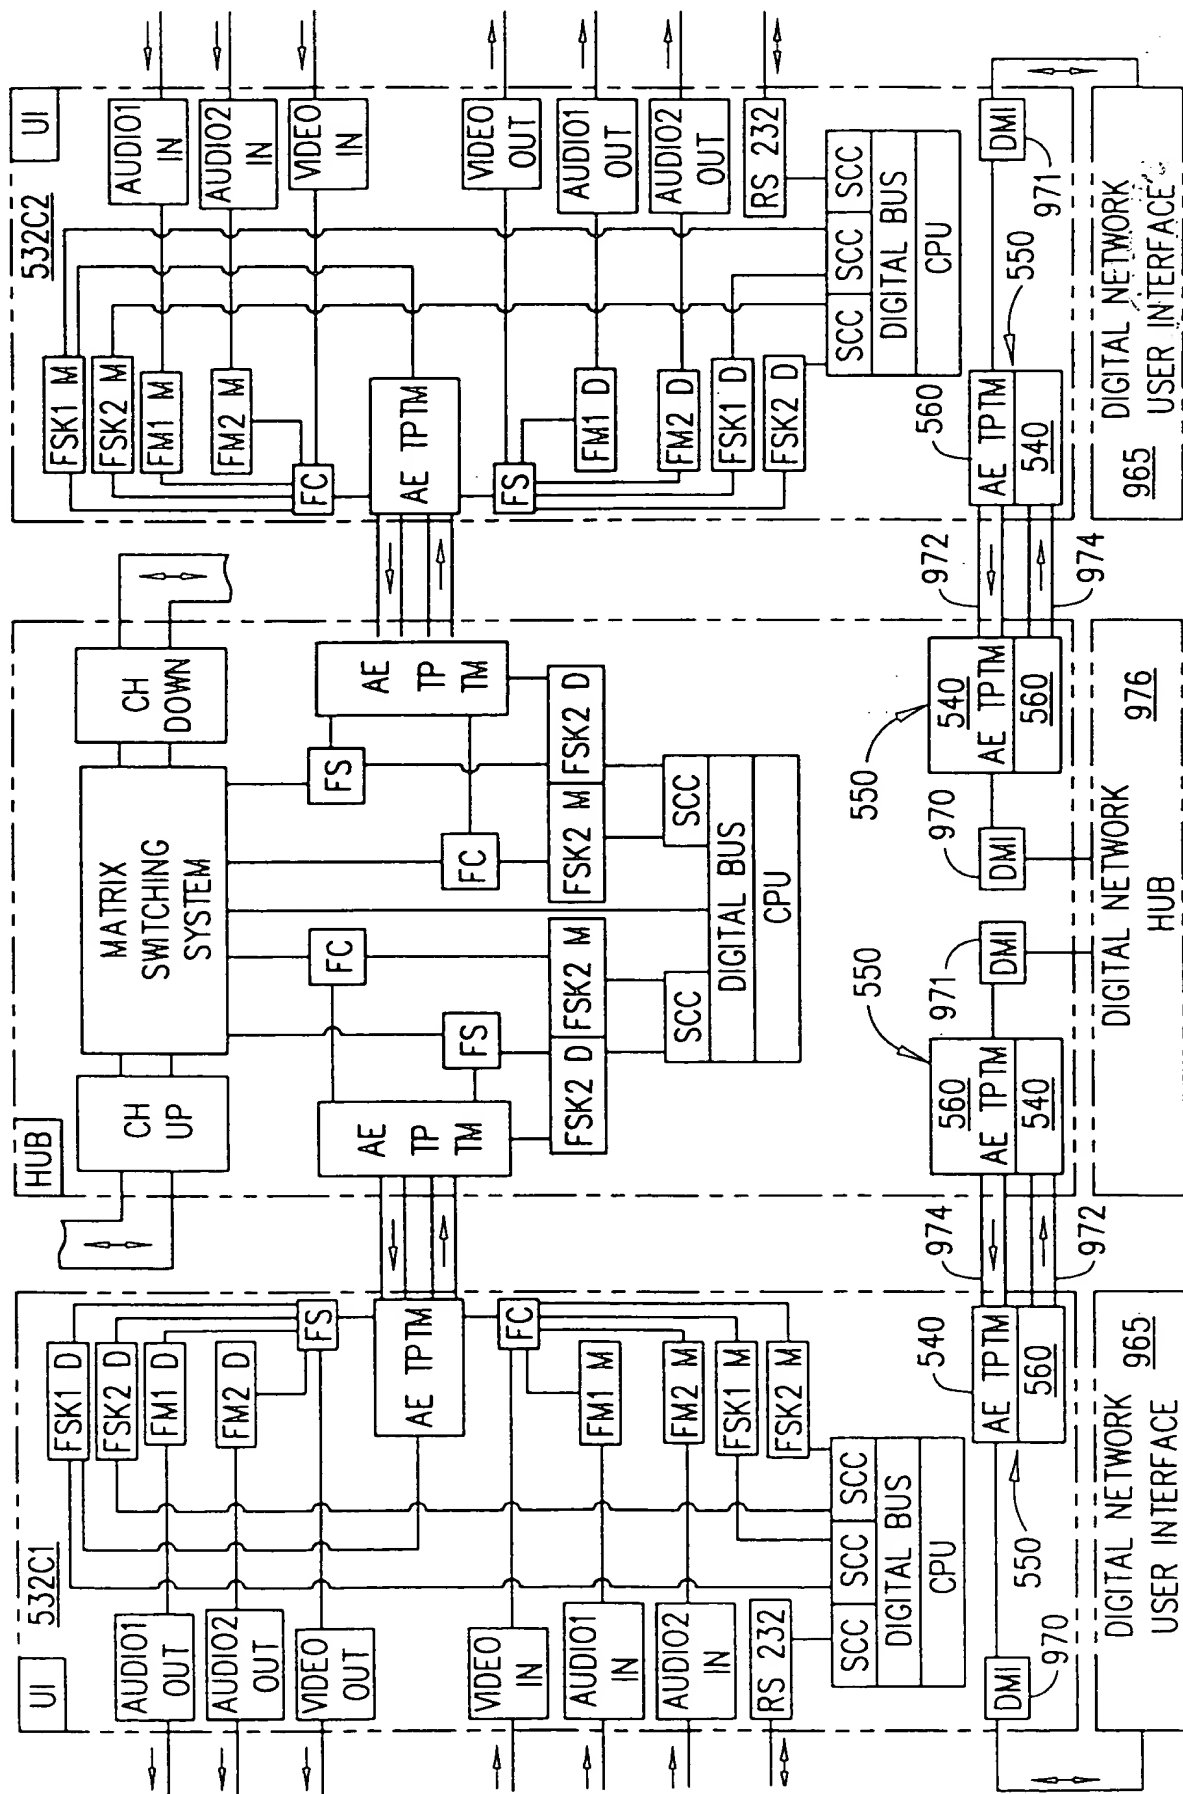 532C1
UI
AUDIO1
OUT
AUDIO2
OUT
VIDEO
OUT
VIDEO
IN
AUDIO1
IN
AUDIO2
IN
RS 232
FSK1 D
FSK2 D
FM1 D
FM2 D
FS
AE TPTM
FC
FM1 M
FM2 M
FSK1 M
FSK2 M
SCC
SCC
SCC
DIGITAL BUS
CPU
DMI
970
550
540
AE TPTM
560
974
972
DIGITAL NETWORK
USER INTERFACE
965
HUB
CH
UP
MATRIX
SWITCHING
SYSTEM
CH
DOWN
AE
TP
TM
FC
FS
FSK2 D
FSK2 M
SCC
FS
FC
AE
TP
TM
FSK2 M
FSK2 D
SCC
DIGITAL BUS
CPU
550
560
AE TPTM
540
971
DMI
970
DMI
550
540
AE TPTM
560
DIGITAL NETWORK
HUB
976
972
974
532C2
UI
AUDIO1
IN
AUDIO2
IN
VIDEO
IN
VIDEO
OUT
AUDIO1
OUT
AUDIO2
OUT
RS 232
FSK1 M
FSK2 M
FM1 M
FM2 M
FC
AE TPTM
FS
FM1 D
FM2 D
FSK1 D
FSK2 D
SCC
SCC
SCC
DIGITAL BUS
CPU
560
AE TPTM
540
550
DMI
971
965
DIGITAL NETWORK
USER INTERFACE